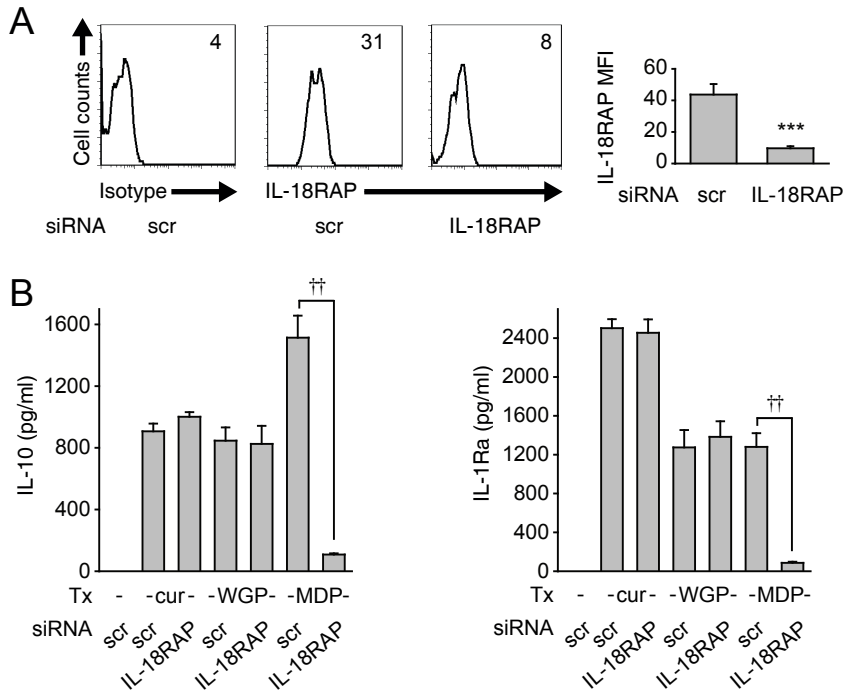 A
4
31
8
Cell counts
Isotype
IL-18RAP
siRNA scr scr IL-18RAP
IL-18RAP MFI
60
40
20
0
***
siRNA scr IL-18RAP
B
IL-10 (pg/ml)
1600
1200
800
400
0
††
Tx - -cur- -WGP- -MDP-
siRNA scr scr IL-18RAP scr IL-18RAP scr IL-18RAP
IL-1Ra (pg/ml)
2400
2000
1600
1200
800
400
0
††
Tx - -cur- -WGP- -MDP-
siRNA scr scr IL-18RAP scr IL-18RAP scr IL-18RAP